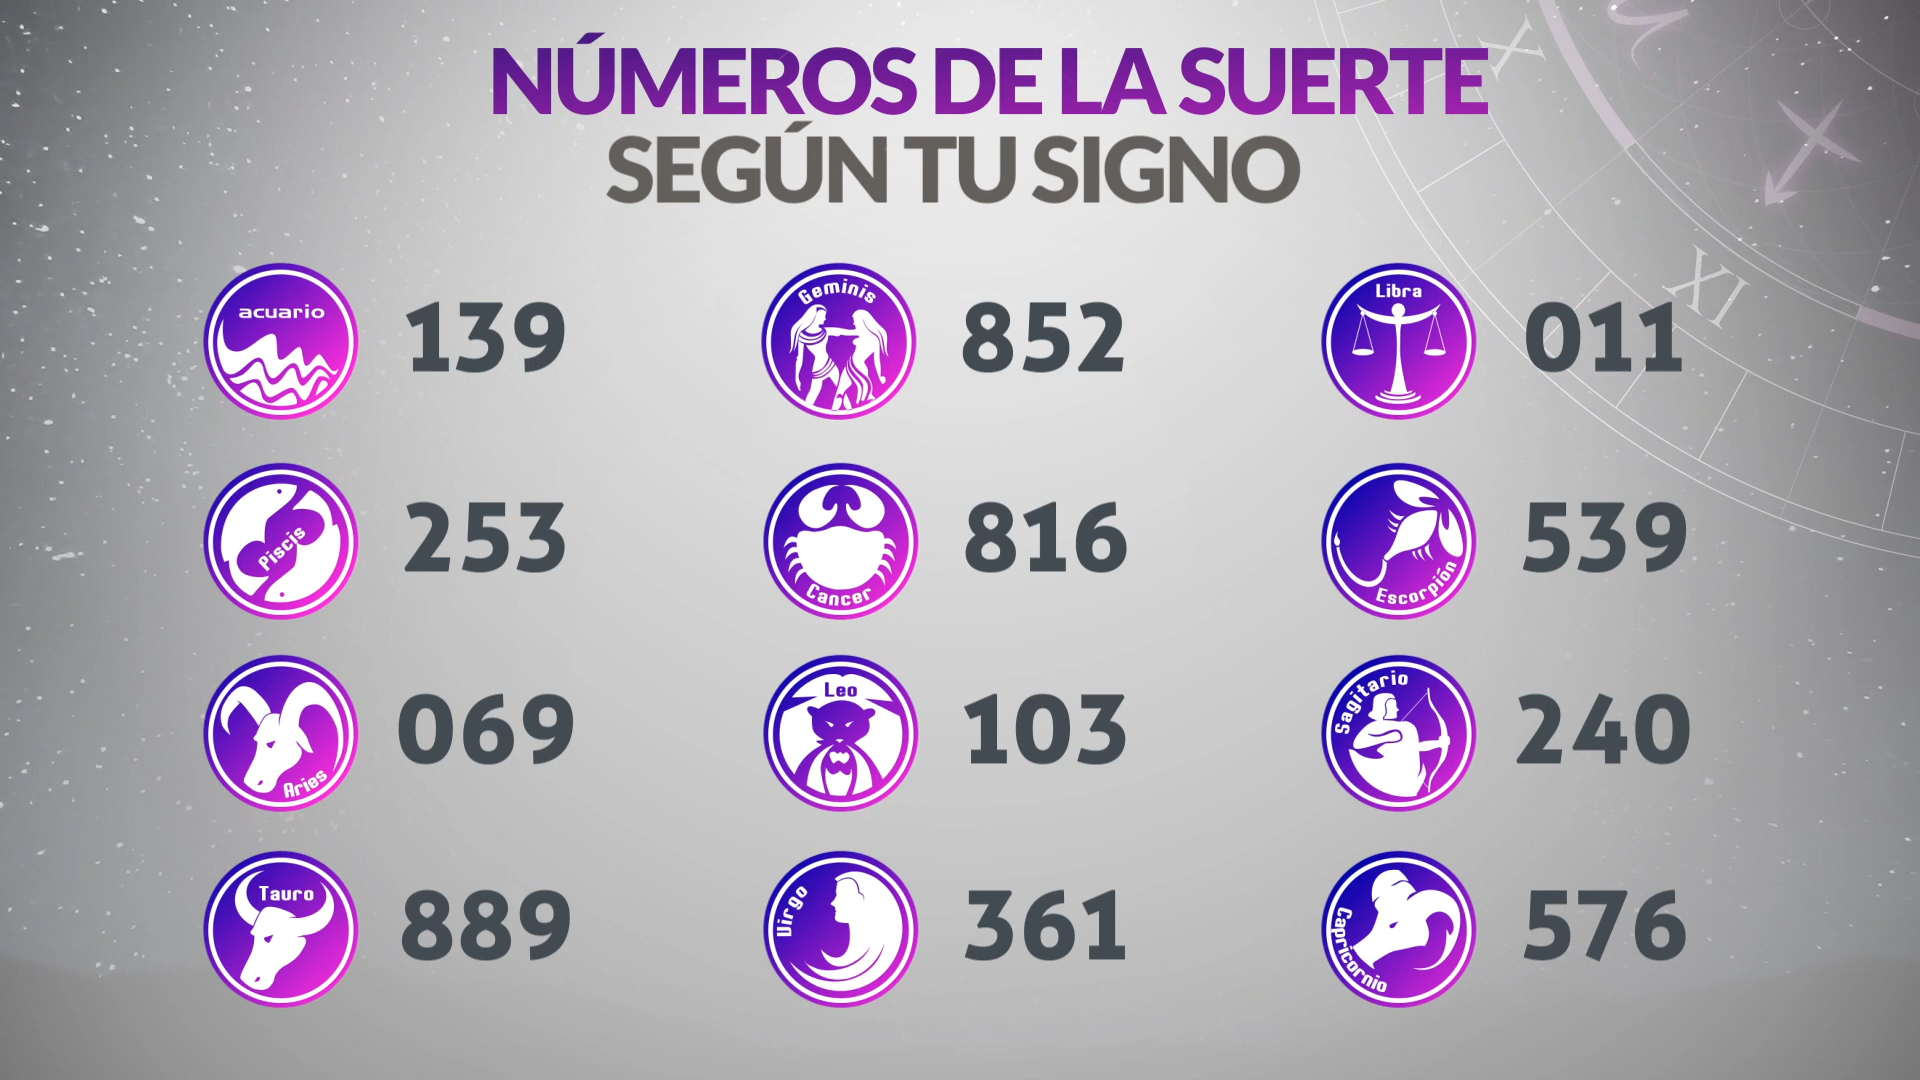 NÚMEROS DE LA SUERTE
SEGÚN TU SIGNO
acuario 139
Geminis 852
Libra 011
Piscis 253
Cancer 816
Escorpión 539
Aries 069
Leo 103
Sagitario 240
Tauro 889
Virgo 361
Capricornio 576
X
XI